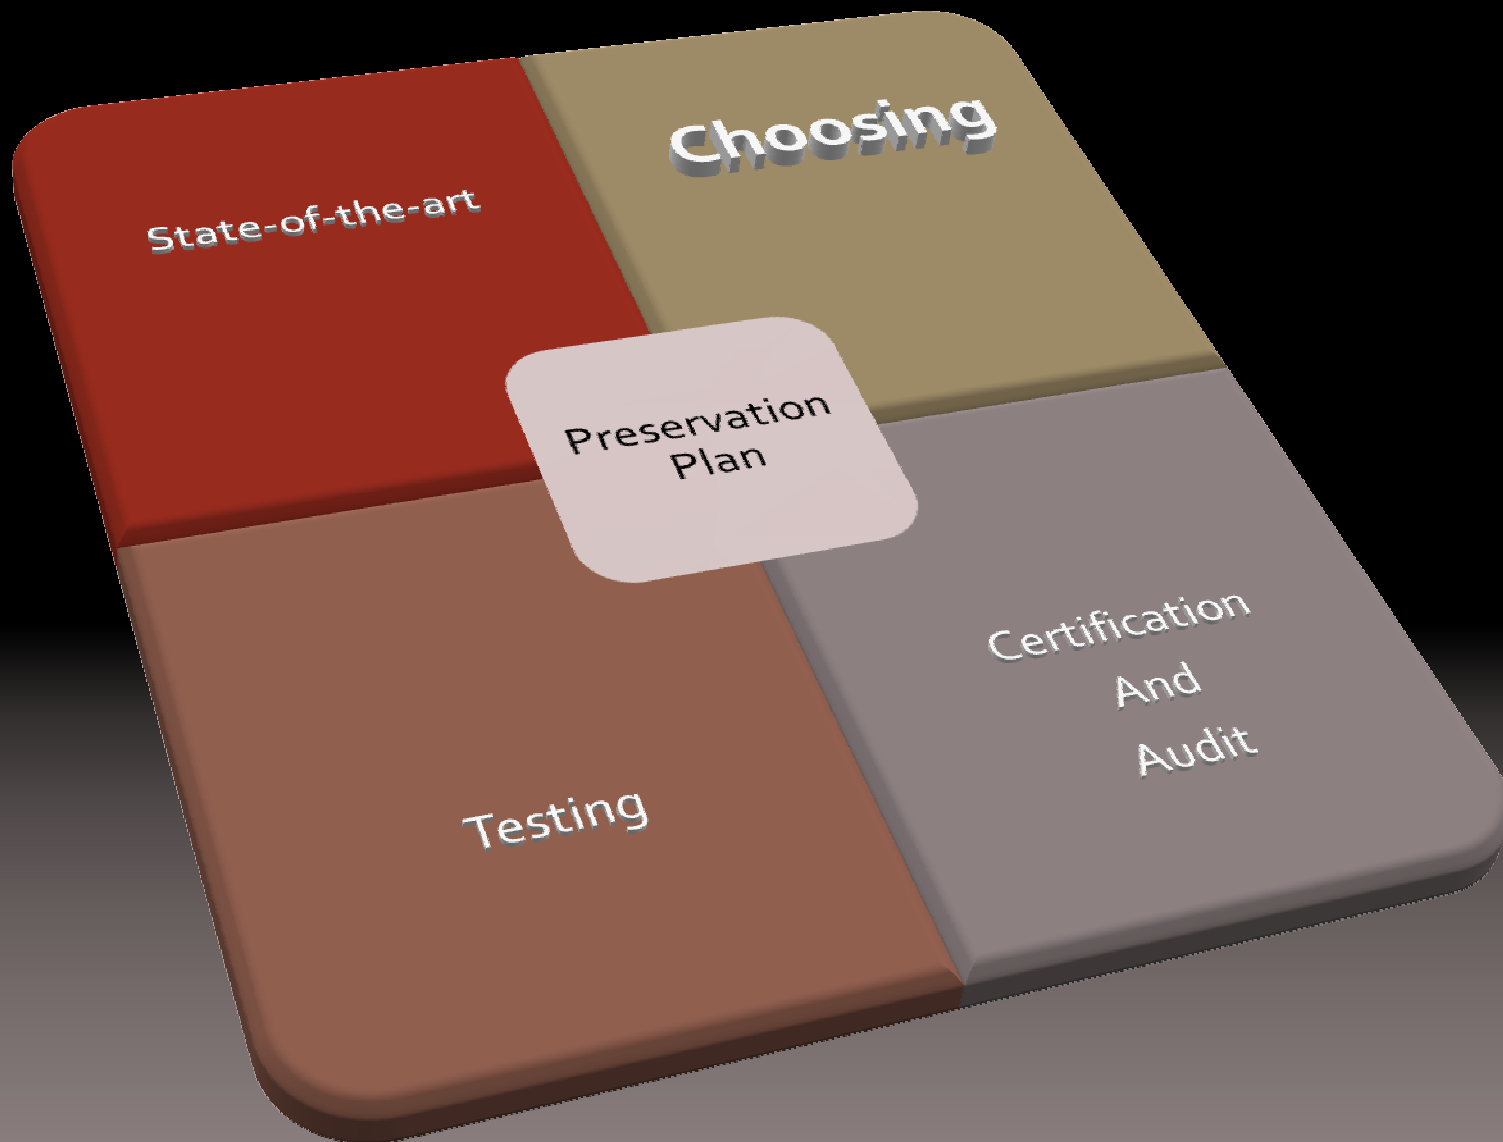 State-of-the-art
Choosing
Preservation
Plan
Testing
Certification
And
Audit